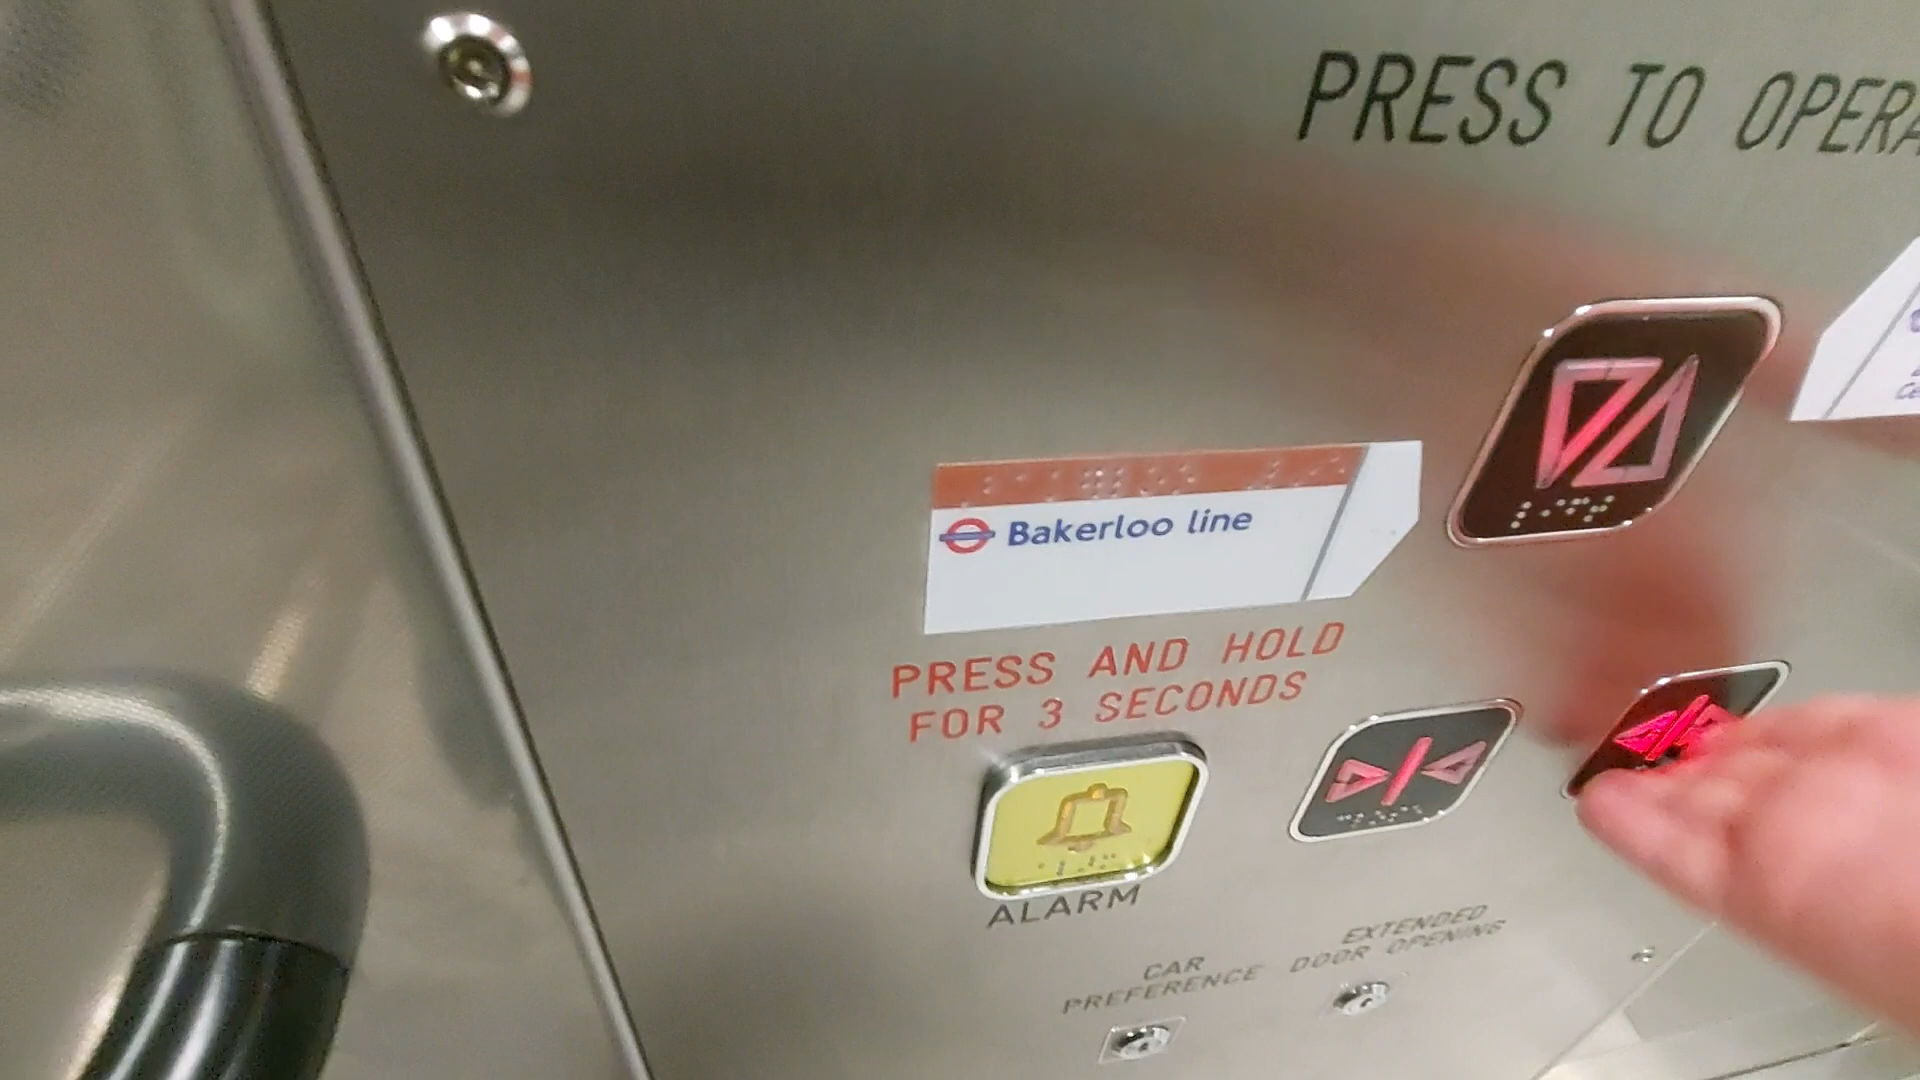 PRESS TO OPERA
Bakerloo line
PRESS AND HOLD
FOR 3 SECONDS
ALARM
CAR
PREFERENCE
EXTENDED
DOOR OPENING